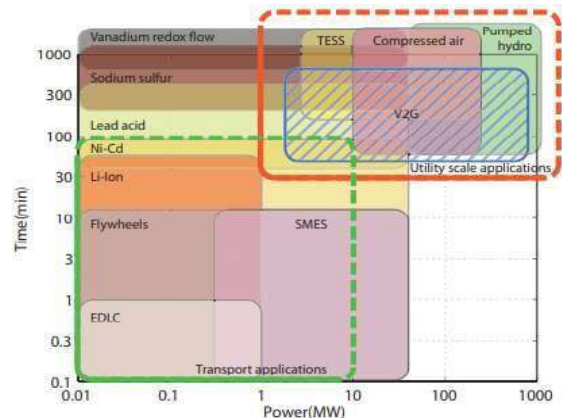 Vanadium redox flow
TESS
Compressed air
Pumped
hydro
1000
Sodium sulfur
300
V2G
Lead acid
100
Ni-Cd
Utility scale applications
Li-Ion
30
10
Flywheels
SMES
3
Time(min)
1
EDLC
0.3
Transport applications
0.1
0.01
0.1
1
10
100
1000
Power(MW)